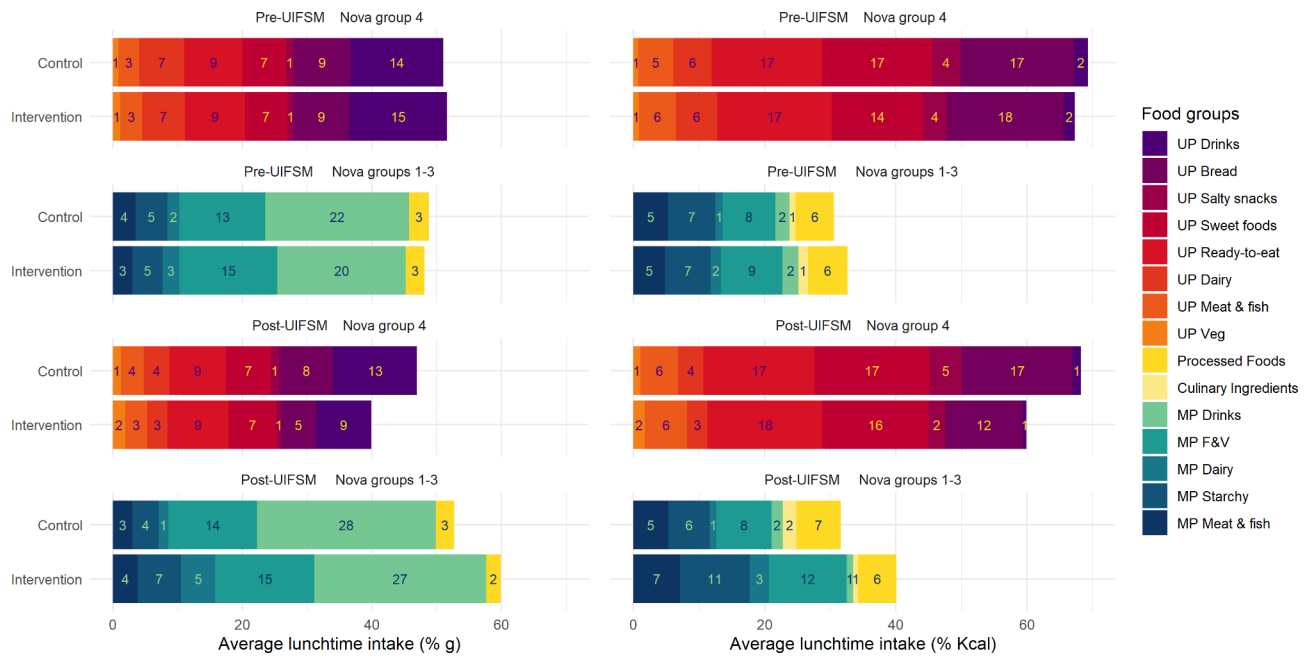 Pre-UIFSM Nova group 4
Control 1 3 7 9 7 1 9 14
Intervention 1 3 7 9 7 1 9 15
Pre-UIFSM Nova group 4
1 5 6 17 17 4 17 2
1 6 6 17 14 4 18 2
Pre-UIFSM Nova groups 1-3
Control 4 5 2 13 22 3
Intervention 3 5 3 15 20 3
Pre-UIFSM Nova groups 1-3
5 7 1 8 2 1 6
5 7 2 9 2 1 6
Post-UIFSM Nova group 4
Control 1 4 4 9 7 1 8 13
Intervention 2 3 3 9 7 1 5 9
Post-UIFSM Nova group 4
1 6 4 17 17 5 17 1
2 6 3 18 16 2 12 1
Post-UIFSM Nova groups 1-3
Control 3 4 1 14 28 3
Intervention 4 7 5 15 27 2
Post-UIFSM Nova groups 1-3
5 6 1 8 2 2 7
7 11 3 12 1 1 6
0 20 40 60
Average lunchtime intake (% g)
0 20 40 60
Average lunchtime intake (% Kcal)
Food groups
UP Drinks
UP Bread
UP Salty snacks
UP Sweet foods
UP Ready-to-eat
UP Dairy
UP Meat & fish
UP Veg
Processed Foods
Culinary Ingredients
MP Drinks
MP F&V
MP Dairy
MP Starchy
MP Meat & fish